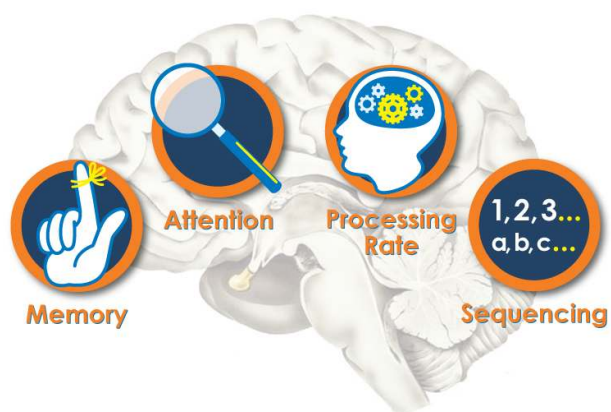 Memory
Attention
Processing
Rate
1, 2, 3...
a, b, c...
Sequencing